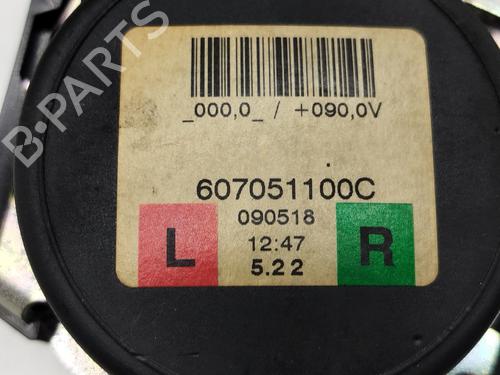 _000,0_ / +090,0V
607051100C
090518
12:47
5.22
L
R
B-PARTS